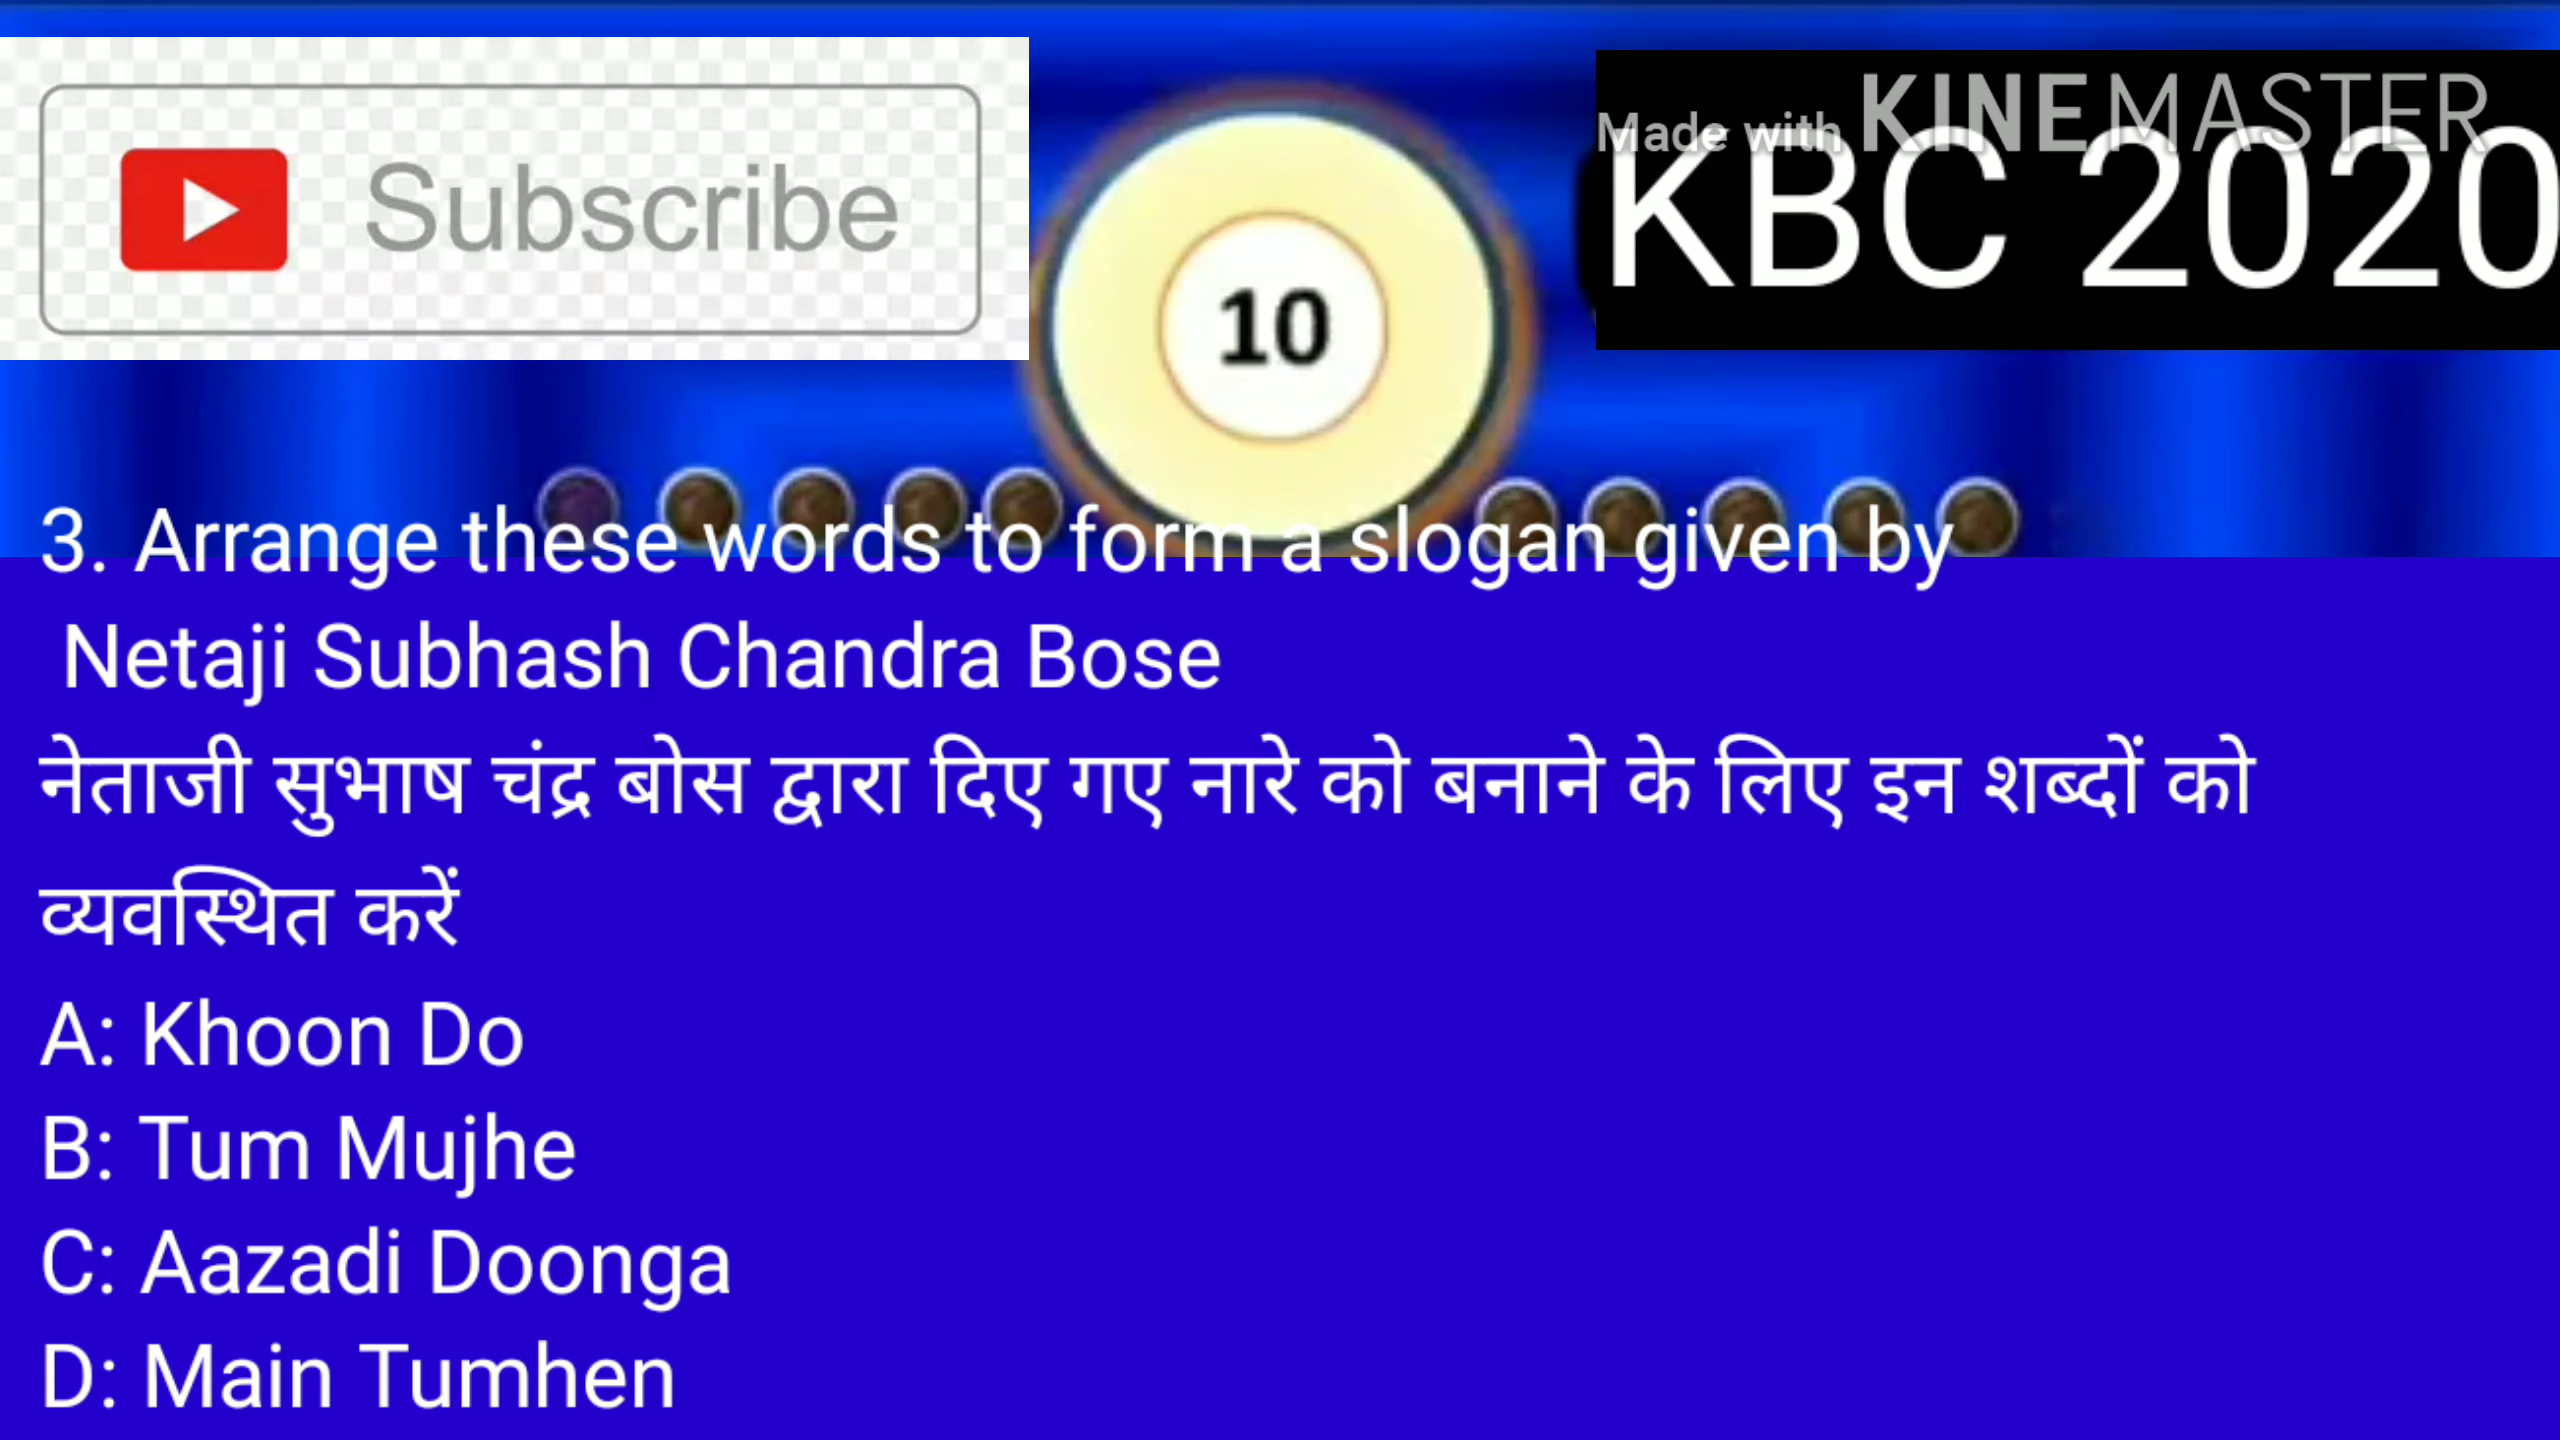 Subscribe
10
Made with KINEMASTER
KBC 2020
3. Arrange these words to form a slogan given by
Netaji Subhash Chandra Bose
नेताजी सुभाष चंद्र बोस द्वारा दिए गए नारे को बनाने के लिए इन शब्दों को
व्यवस्थित करें
A: Khoon Do
B: Tum Mujhe
C: Aazadi Doonga
D: Main Tumhen